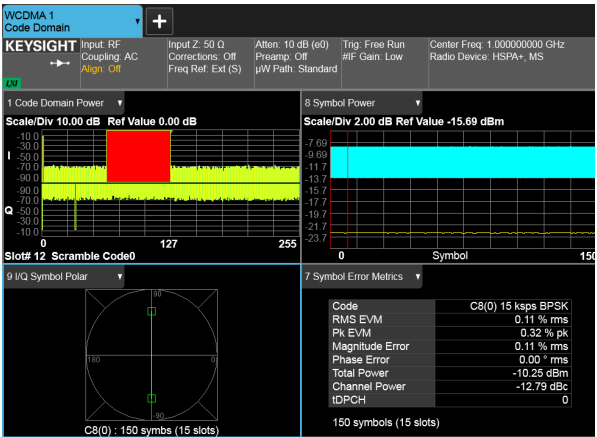 WCDMA 1
Code Domain
KEYSIGHT
Input: RF
Coupling: AC
Align: Off
Input Z: 50 Ω
Corrections: Off
Freq Ref: Ext (S)
Atten: 10 dB (e0)
Preamp: Off
µW Path: Standard
Trig: Free Run
#IF Gain: Low
Center Freq: 1.000000000 GHz
Radio Device: HSPA+, MS
LXI
1 Code Domain Power
Scale/Div 10.00 dB Ref Value 0.00 dB
-10.0
-30.0
-50.0
-70.0
-90.0
-90.0
-70.0
-50.0
-30.0
-10.0
I
Q
0 127 255
Slot# 12 Scramble Code0
8 Symbol Power
Scale/Div 2.00 dB Ref Value -15.69 dBm
-7.69
-9.69
-11.7
-13.7
-15.7
-17.7
-19.7
-21.7
-23.7
0 Symbol 150
9 I/Q Symbol Polar
90
180 0
-90
C8(0) : 150 symbs (15 slots)
7 Symbol Error Metrics
Code C8(0) 15 ksps BPSK
RMS EVM 0.11 % rms
Pk EVM 0.32 % pk
Magnitude Error 0.11 % rms
Phase Error 0.00 ° rms
Total Power -10.25 dBm
Channel Power -12.79 dBc
tDPCH 0
150 symbols (15 slots)